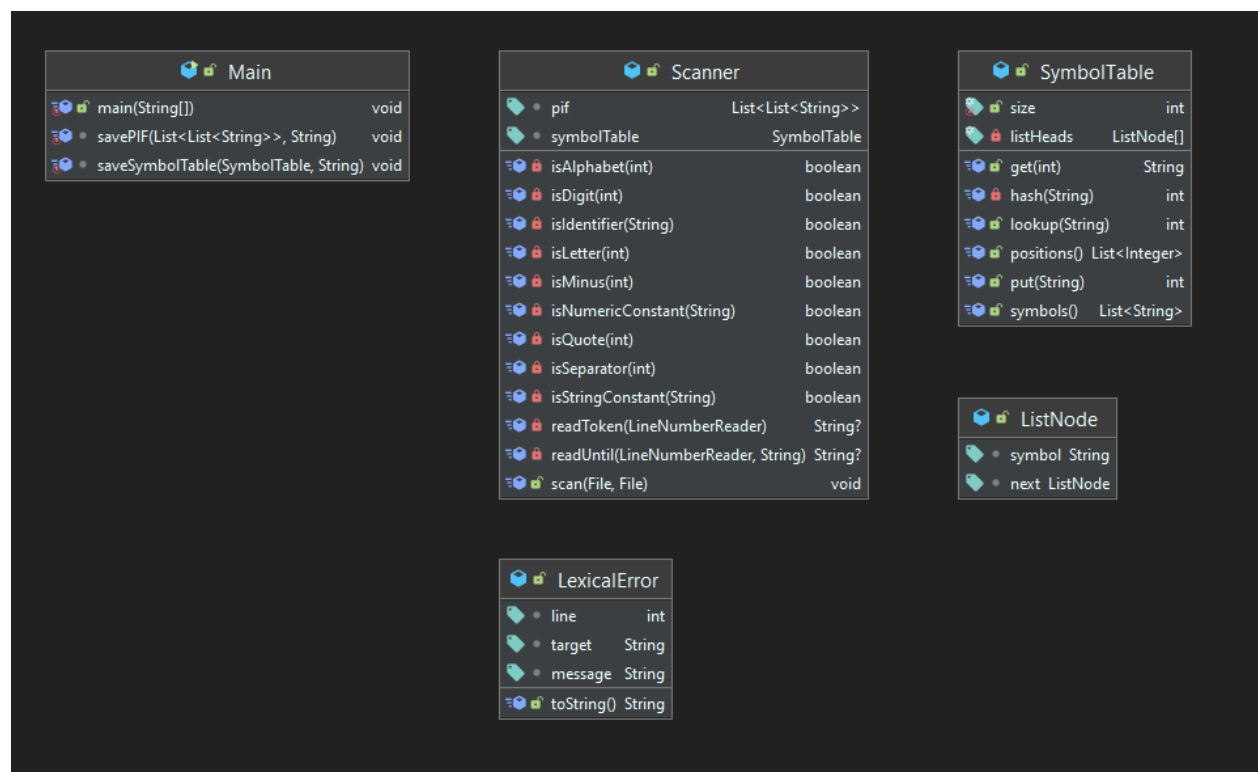 Main
main(String[]) void
savePIF(List<List<String>>, String) void
saveSymbolTable(SymbolTable, String) void
Scanner
pif List<List<String>>
symbolTable SymbolTable
isAlphabet(int) boolean
isDigit(int) boolean
isIdentifier(String) boolean
isLetter(int) boolean
isMinus(int) boolean
isNumericConstant(String) boolean
isQuote(int) boolean
isSeparator(int) boolean
isStringConstant(String) boolean
readToken(LineNumberReader) String?
readUntil(LineNumberReader, String) String?
scan(File, File) void
SymbolTable
size int
listHeads ListNode[]
get(int) String
hash(String) int
lookup(String) int
positions() List<Integer>
put(String) int
symbols() List<String>
ListNode
symbol String
next ListNode
LexicalError
line int
target String
message String
toString() String